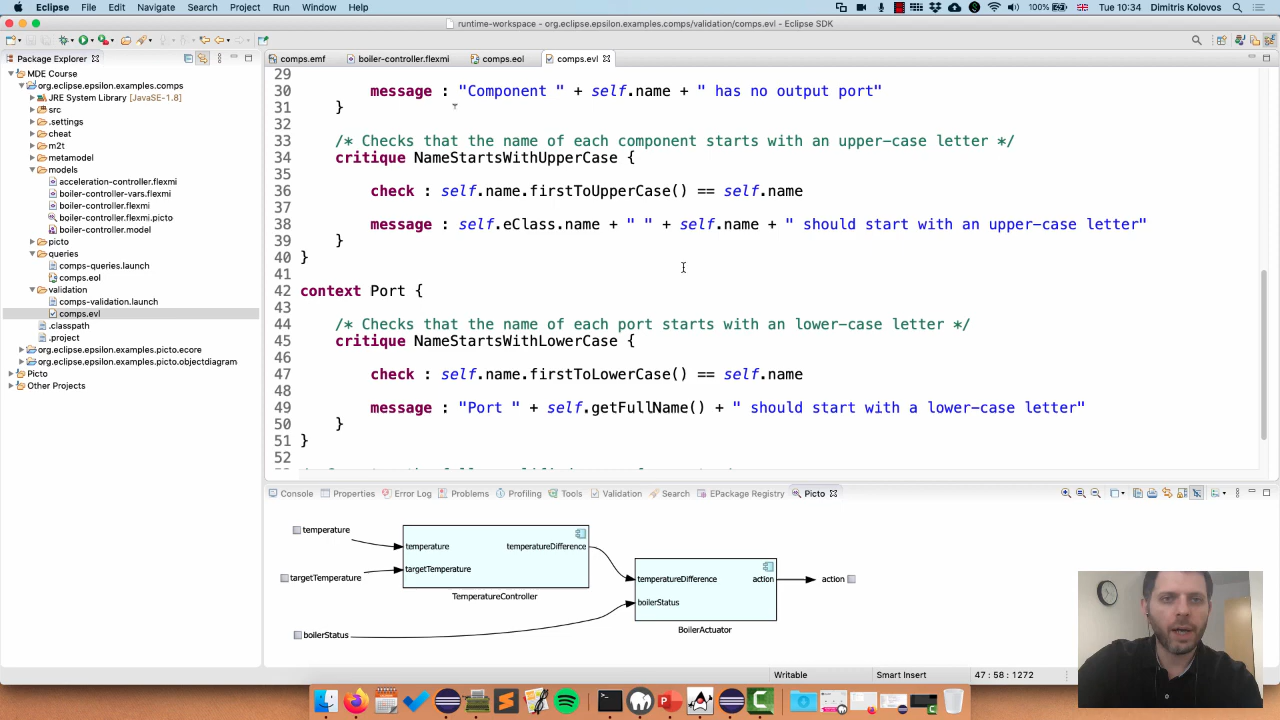 Eclipse File Edit Navigate Search Project Run Window Help 100% Tue 10:34 Dimitris Kolovos
runtime-workspace - org.eclipse.epsilon.examples.comps/validation/comps.evl - Eclipse SDK
Package Explorer
MDE Course
org.eclipse.epsilon.examples.comps
JRE System Library [JavaSE-1.8]
src
.settings
cheat
m2t
metamodel
models
acceleration-controller.flexmi
boiler-controller-vars.flexmi
boiler-controller.flexmi
boiler-controller.flexmi.picto
boiler-controller.model
picto
queries
comps-queries.launch
comps.eol
validation
comps-validation.launch
comps.evl
.classpath
.project
org.eclipse.epsilon.examples.picto.ecore
org.eclipse.epsilon.examples.picto.objectdiagram
Picto
Other Projects
comps.emf boiler-controller.flexmi comps.eol comps.evl
29
30 message : "Component " + self.name + " has no output port"
31 }
32
33 /* Checks that the name of each component starts with an upper-case letter */
34 critique NameStartsWithUpperCase {
35
36 check : self.name.firstToUpperCase() == self.name
37
38 message : self.eClass.name + " " + self.name + " should start with an upper-case letter"
39 }
40 }
41
42 context Port {
43
44 /* Checks that the name of each port starts with an lower-case letter */
45 critique NameStartsWithLowerCase {
46
47 check : self.name.firstToLowerCase() == self.name
48
49 message : "Port " + self.getFullName() + " should start with a lower-case letter"
50 }
51 }
52
Console Properties Error Log Problems Profiling Tools Validation Search EPackage Registry Picto
temperature
temperature temperatureDifference
targetTemperature targetTemperature
TemperatureController
temperatureDifference action action
boilerStatus
boilerStatus
BoilerActuator
Writable Smart Insert 47 : 58 : 1272